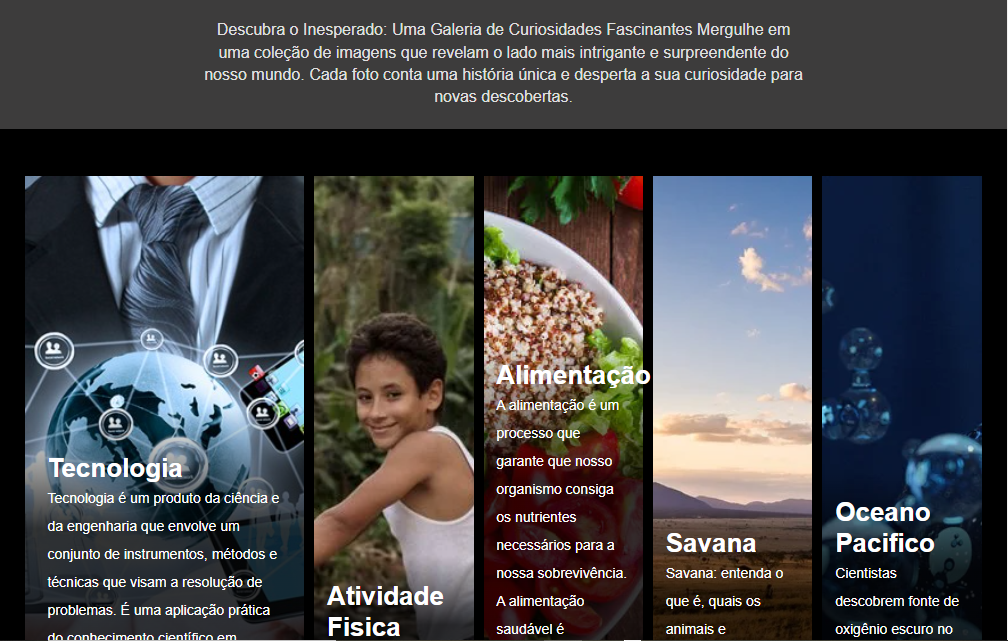 Descubra o Inesperado: Uma Galeria de Curiosidades Fascinantes Mergulhe em
uma coleção de imagens que revelam o lado mais intrigante e surpreendente do
nosso mundo. Cada foto conta uma história única e desperta a sua curiosidade para
novas descobertas.
Tecnologia
Tecnologia é um produto da ciência e
da engenharia que envolve um
conjunto de instrumentos, métodos e
técnicas que visam a resolução de
problemas. É uma aplicação prática
do conhecimento científico em
Atividade
Fisica
Alimentação
A alimentação é um
processo que
garante que nosso
organismo consiga
os nutrientes
necessários para a
nossa sobrevivência.
A alimentação
saudável é
Savana
Savana: entenda o
que é, quais os
animais e
Oceano
Pacifico
Cientistas
descobrem fonte de
oxigênio escuro no